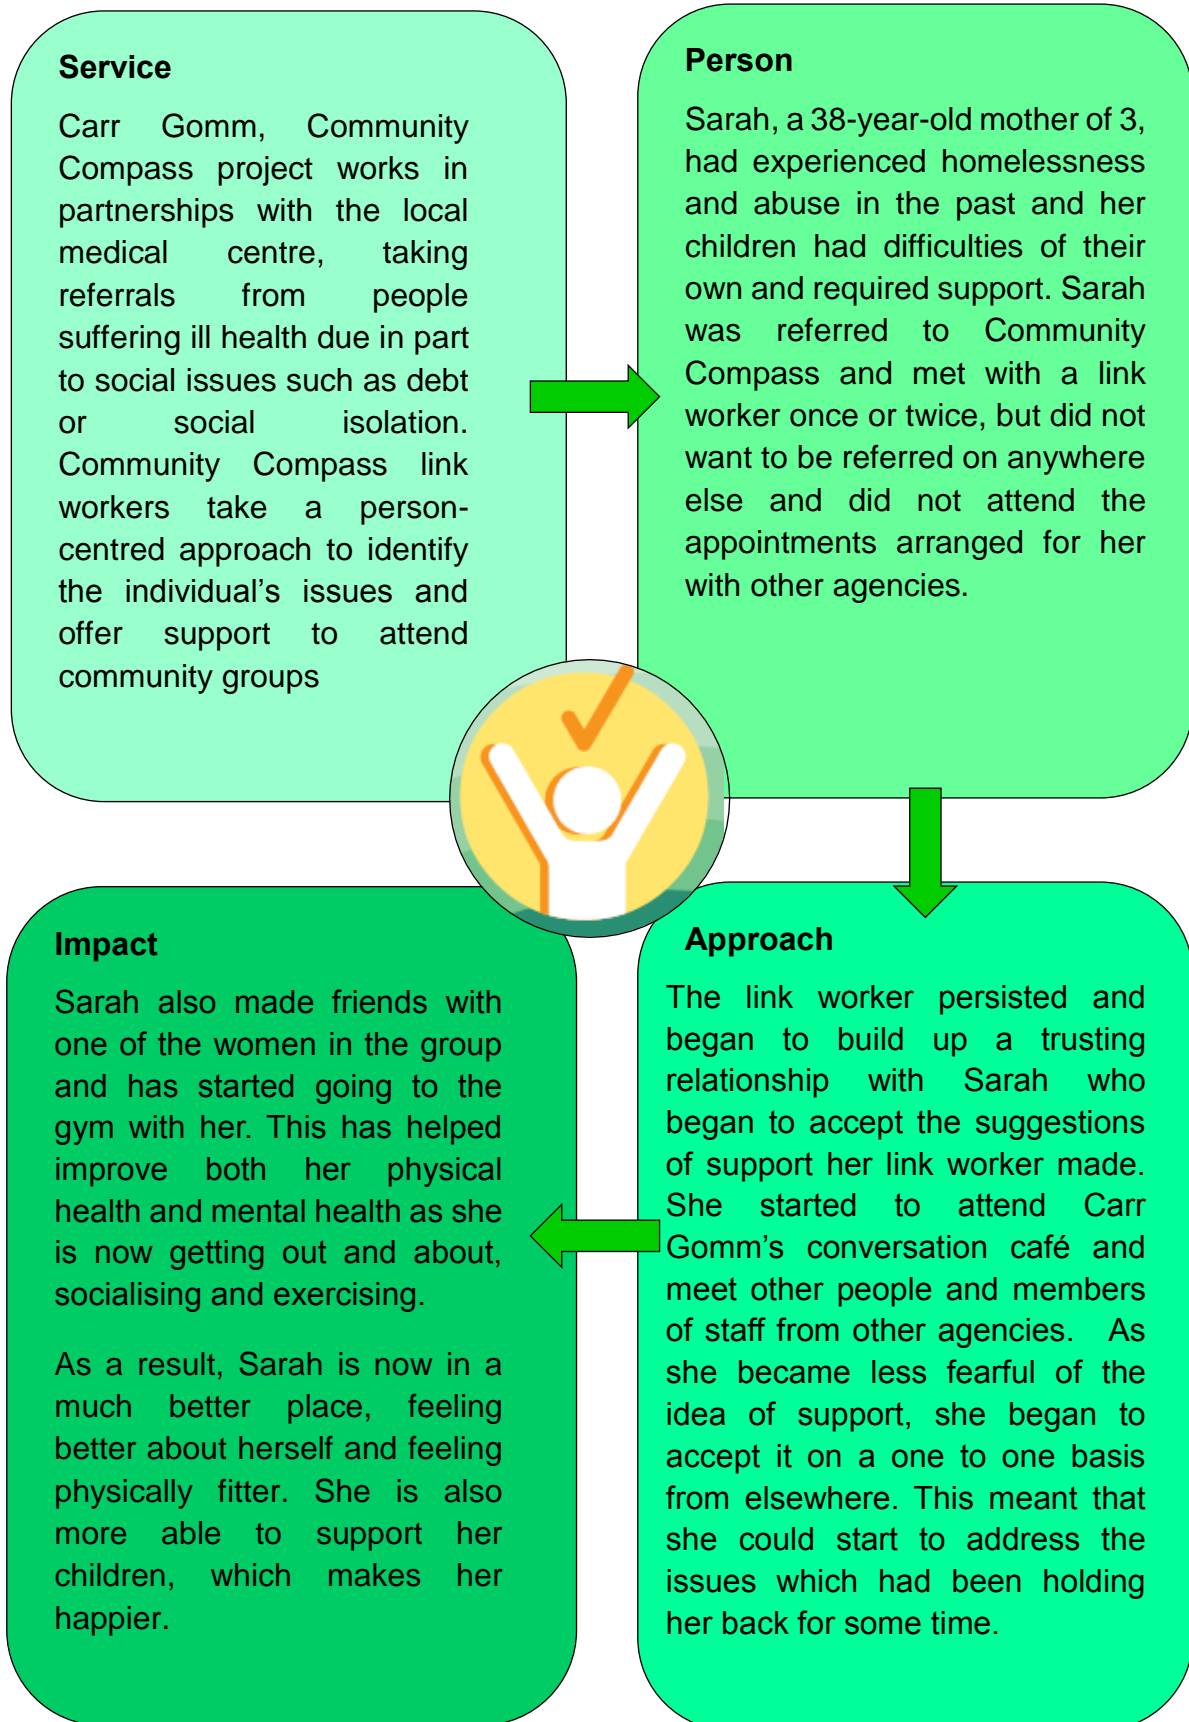 Service
Carr Gomm, Community
Compass project works in
partnerships with the local
medical centre, taking
referrals from people
suffering ill health due in part
to social issues such as debt
or social isolation.
Community Compass link
workers take a person-
centred approach to identify
the individual’s issues and
offer support to attend
community groups
Person
Sarah, a 38-year-old mother of 3,
had experienced homelessness
and abuse in the past and her
children had difficulties of their
own and required support. Sarah
was referred to Community
Compass and met with a link
worker once or twice, but did not
want to be referred on anywhere
else and did not attend the
appointments arranged for her
with other agencies.
Approach
The link worker persisted and
began to build up a trusting
relationship with Sarah who
began to accept the suggestions
of support her link worker made.
She started to attend Carr
Gomm’s conversation café and
meet other people and members
of staff from other agencies. As
she became less fearful of the
idea of support, she began to
accept it on a one to one basis
from elsewhere. This meant that
she could start to address the
issues which had been holding
her back for some time.
Impact
Sarah also made friends with
one of the women in the group
and has started going to the
gym with her. This has helped
improve both her physical
health and mental health as she
is now getting out and about,
socialising and exercising.
As a result, Sarah is now in a
much better place, feeling
better about herself and feeling
physically fitter. She is also
more able to support her
children, which makes her
happier.